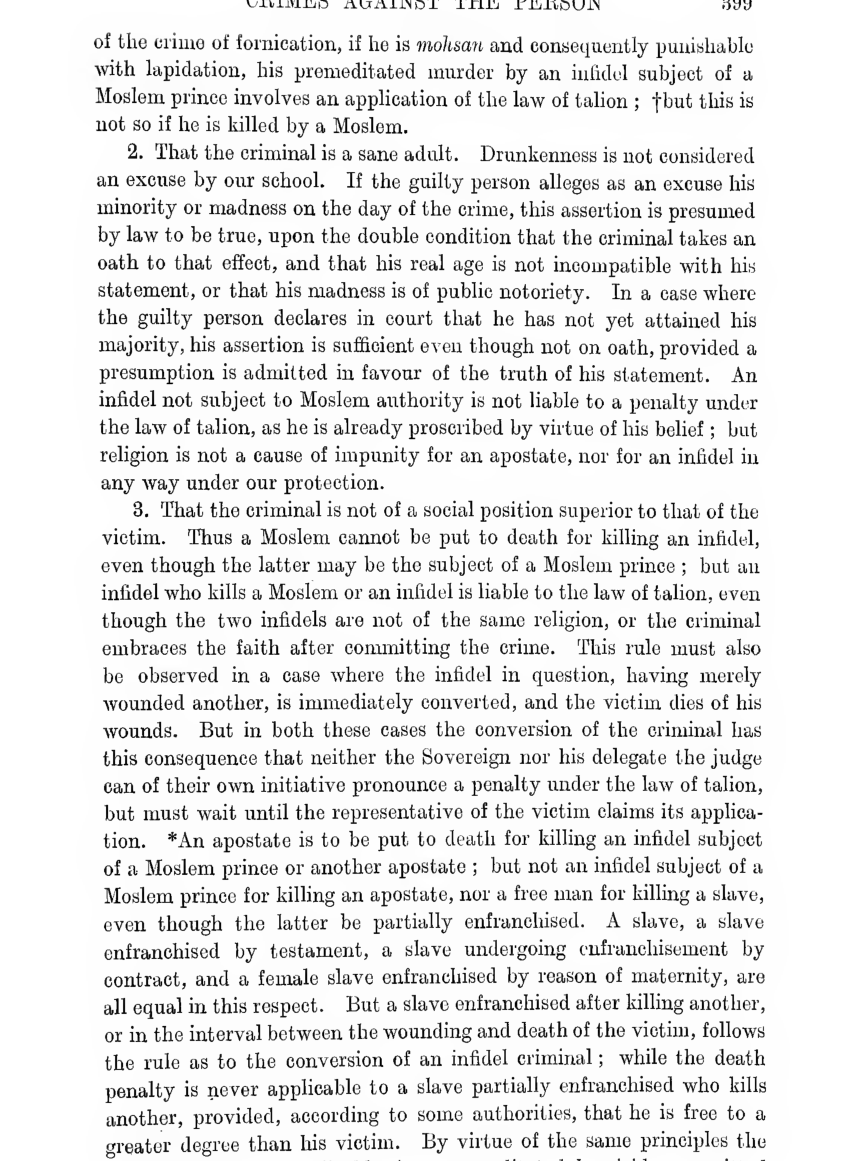 CRIMES AGAINST THE PERSON 399
of the crime of fornication, if he is mohsan and consequently punishable
with lapidation, his premeditated murder by an infidel subject of a
Moslem prince involves an application of the law of talion ; †but this is
not so if he is killed by a Moslem.
2. That the criminal is a sane adult. Drunkenness is not considered
an excuse by our school. If the guilty person alleges as an excuse his
minority or madness on the day of the crime, this assertion is presumed
by law to be true, upon the double condition that the criminal takes an
oath to that effect, and that his real age is not incompatible with his
statement, or that his madness is of public notoriety. In a case where
the guilty person declares in court that he has not yet attained his
majority, his assertion is sufficient even though not on oath, provided a
presumption is admitted in favour of the truth of his statement. An
infidel not subject to Moslem authority is not liable to a penalty under
the law of talion, as he is already proscribed by virtue of his belief ; but
religion is not a cause of impunity for an apostate, nor for an infidel in
any way under our protection.
3. That the criminal is not of a social position superior to that of the
victim. Thus a Moslem cannot be put to death for killing an infidel,
even though the latter may be the subject of a Moslem prince ; but an
infidel who kills a Moslem or an infidel is liable to the law of talion, even
though the two infidels are not of the same religion, or the criminal
embraces the faith after committing the crime. This rule must also
be observed in a case where the infidel in question, having merely
wounded another, is immediately converted, and the victim dies of his
wounds. But in both these cases the conversion of the criminal has
this consequence that neither the Sovereign nor his delegate the judge
can of their own initiative pronounce a penalty under the law of talion,
but must wait until the representative of the victim claims its applica-
tion. *An apostate is to be put to death for killing an infidel subject
of a Moslem prince or another apostate ; but not an infidel subject of a
Moslem prince for killing an apostate, nor a free man for killing a slave,
even though the latter be partially enfranchised. A slave, a slave
enfranchised by testament, a slave undergoing enfranchisement by
contract, and a female slave enfranchised by reason of maternity, are
all equal in this respect. But a slave enfranchised after killing another,
or in the interval between the wounding and death of the victim, follows
the rule as to the conversion of an infidel criminal ; while the death
penalty is never applicable to a slave partially enfranchised who kills
another, provided, according to some authorities, that he is free to a
greater degree than his victim. By virtue of the same principles the